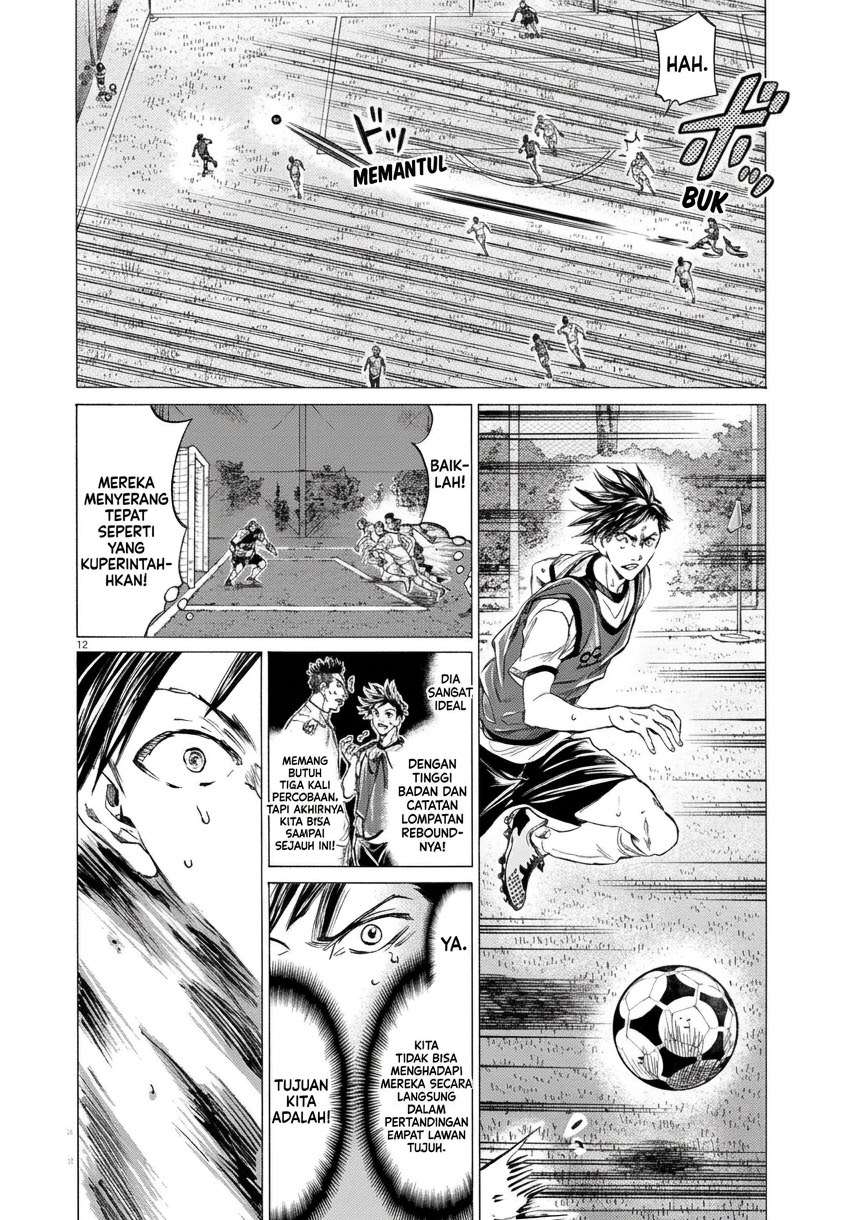 HAH.
ボッ
BUK
ドッ
MEMANTUL
BAIK-
LAH!
MEREKA
MENYERANG
TEPAT
SEPERTI
YANG
KUPERINTAH-
HKAN!
12
DIA
SANGAT
IDEAL
DENGAN
TINGGI
BADAN DAN
CATATAN
LOMPATAN
REBOUND-
NYA!
MEMANG
BUTUH
TIGA KALI
PERCOBAAN,
TAPI AKHIRNYA
KITA BISA
SAMPAI
SEJAUH INI!
YA.
KITA
TIDAK BISA
MENGHADAPI
MEREKA SECARA
LANGSUNG
DALAM
PERTANDINGAN
EMPAT LAWAN
TUJUH.
TUJUAN
KITA
ADALAH!